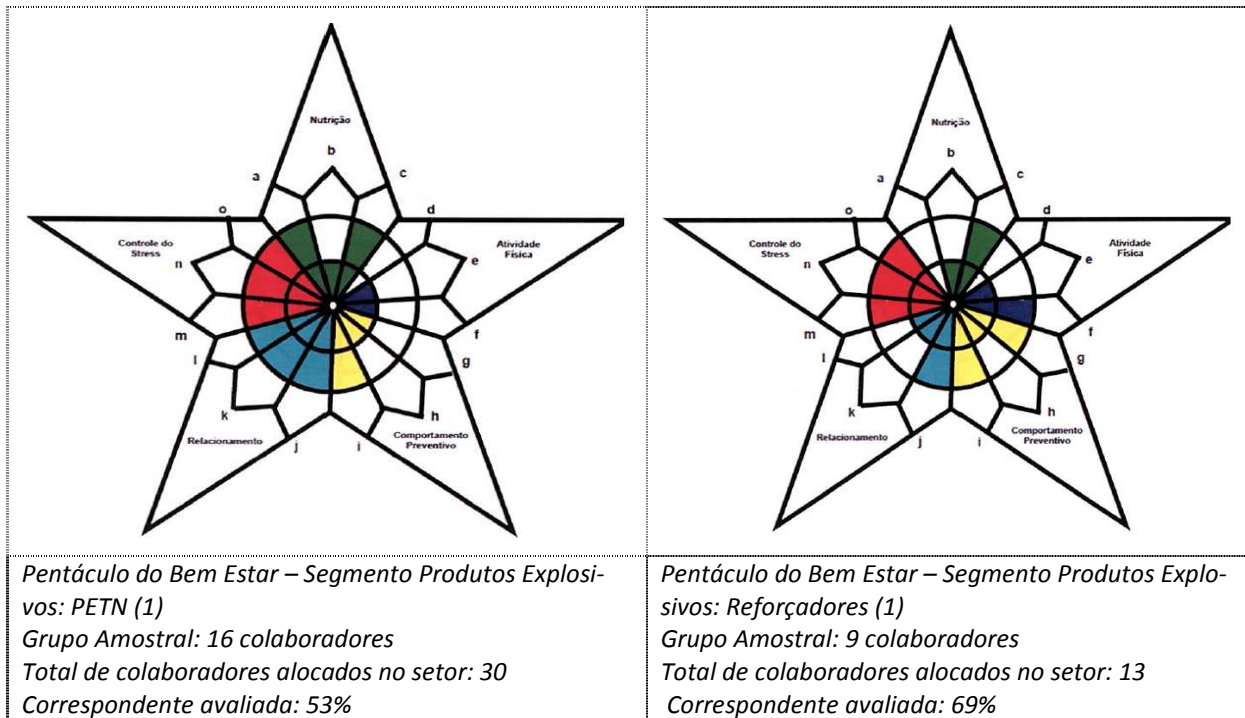 Nutrição
b
a
c
o
d
Controle do
Stress
Atividade
Física
n
e
m
f
l
g
k
h
Relacionamento
Comportamento
Preventivo
j
i
Nutrição
b
a
c
o
d
Controle do
Stress
Atividade
Física
n
e
m
f
l
g
k
h
Relacionamento
Comportamento
Preventivo
j
i
Pentáculo do Bem Estar – Segmento Produtos Explosi-
vos: PETN (1)
Grupo Amostral: 16 colaboradores
Total de colaboradores alocados no setor: 30
Correspondente avaliada: 53%
Pentáculo do Bem Estar – Segmento Produtos Explo-
sivos: Reforçadores (1)
Grupo Amostral: 9 colaboradores
Total de colaboradores alocados no setor: 13
Correspondente avaliada: 69%